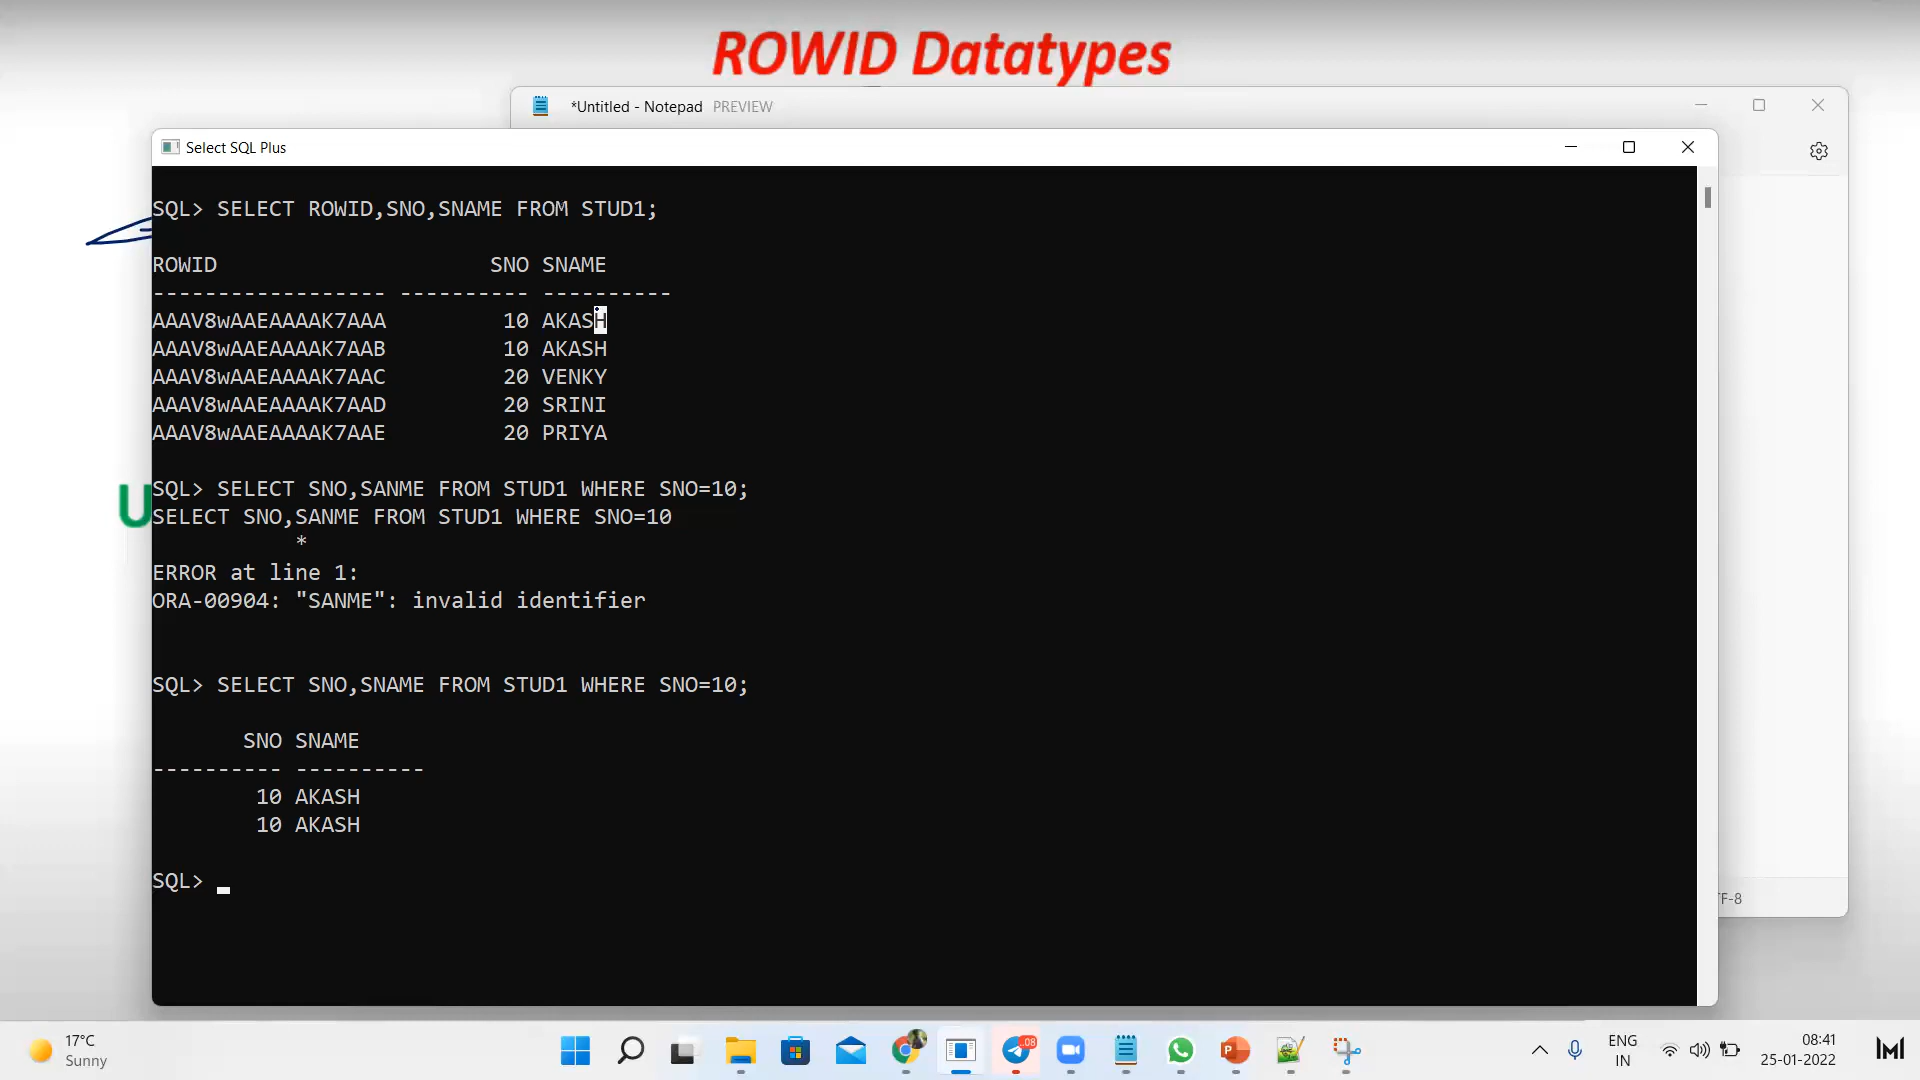 ROWID Datatypes
*Untitled - Notepad PREVIEW
Select SQL Plus
SQL> SELECT ROWID,SNO,SNAME FROM STUD1;
ROWID SNO SNAME
------------------ ---------- ----------
AAAV8wAAEAAAAK7AAA 10 AKASH
AAAV8wAAEAAAAK7AAB 10 AKASH
AAAV8wAAEAAAAK7AAC 20 VENKY
AAAV8wAAEAAAAK7AAD 20 SRINI
AAAV8wAAEAAAAK7AAE 20 PRIYA
SQL> SELECT SNO,SANME FROM STUD1 WHERE SNO=10;
U
SELECT SNO,SANME FROM STUD1 WHERE SNO=10
*
ERROR at line 1:
ORA-00904: "SANME": invalid identifier
SQL> SELECT SNO,SNAME FROM STUD1 WHERE SNO=10;
SNO SNAME
---------- ----------
10 AKASH
10 AKASH
SQL>
TF-8
17°C
Sunny
.08
ENG
IN
08:41
25-01-2022